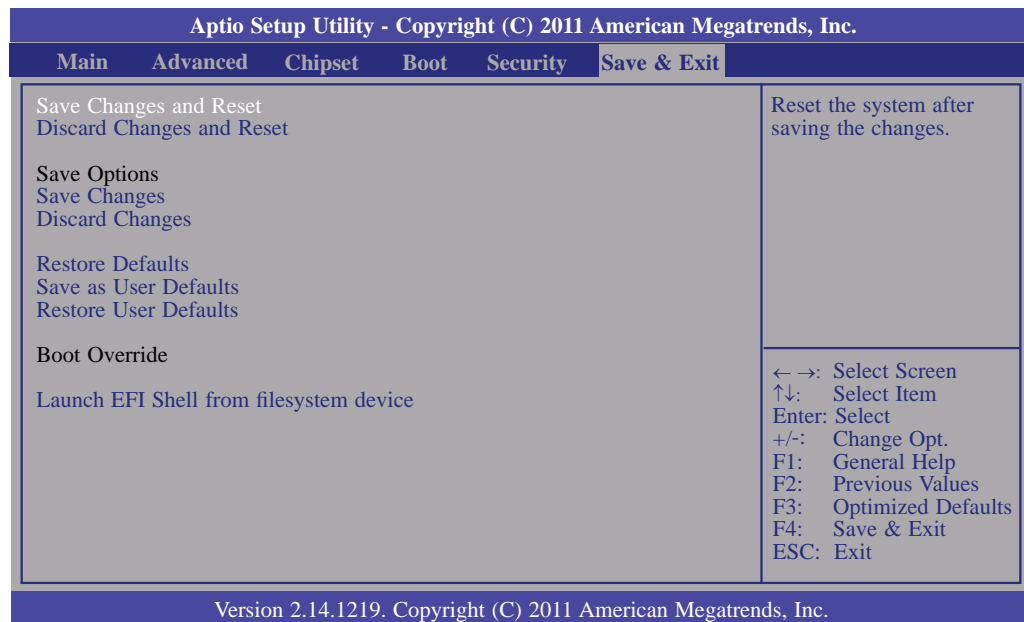 Aptio Setup Utility - Copyright (C) 2011 American Megatrends, Inc.
Main Advanced Chipset Boot Security Save & Exit
Save Changes and Reset
Discard Changes and Reset
Save Options
Save Changes
Discard Changes
Restore Defaults
Save as User Defaults
Restore User Defaults
Boot Override
Launch EFI Shell from filesystem device
Reset the system after
saving the changes.
← →: Select Screen
↑↓: Select Item
Enter: Select
+/-: Change Opt.
F1: General Help
F2: Previous Values
F3: Optimized Defaults
F4: Save & Exit
ESC: Exit
Version 2.14.1219. Copyright (C) 2011 American Megatrends, Inc.